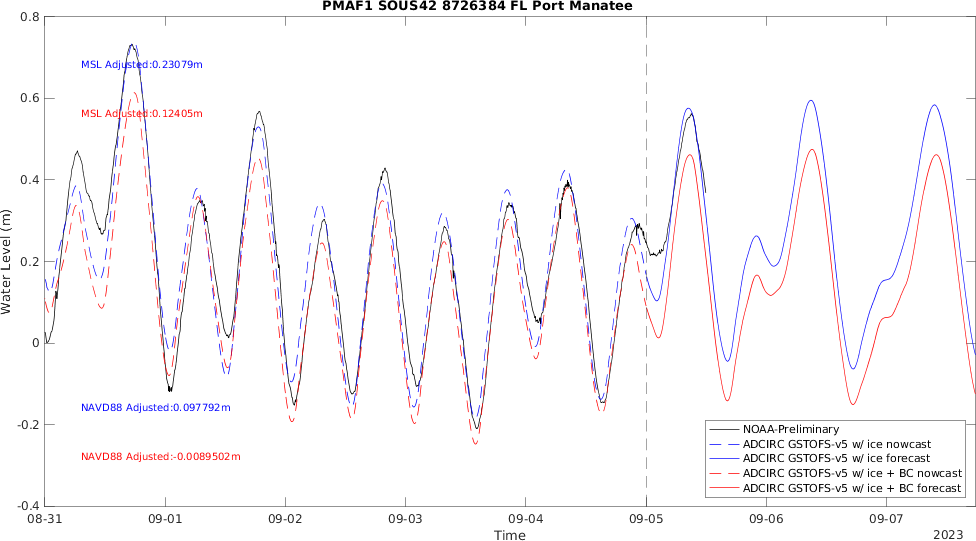 PMAF1 SOUS42 8726384 FL Port Manatee
0.8
0.6
0.4
0.2
0
-0.2
-0.4
Water Level (m)
MSL Adjusted:0.23079m
MSL Adjusted:0.12405m
NAVD88 Adjusted:0.097792m
NAVD88 Adjusted:-0.0089502m
NOAA-Preliminary
ADCIRC GSTOFS-v5 w/ ice nowcast
ADCIRC GSTOFS-v5 w/ ice forecast
ADCIRC GSTOFS-v5 w/ ice + BC nowcast
ADCIRC GSTOFS-v5 w/ ice + BC forecast
08-31 09-01 09-02 09-03 09-04 09-05 09-06 09-07
Time
2023